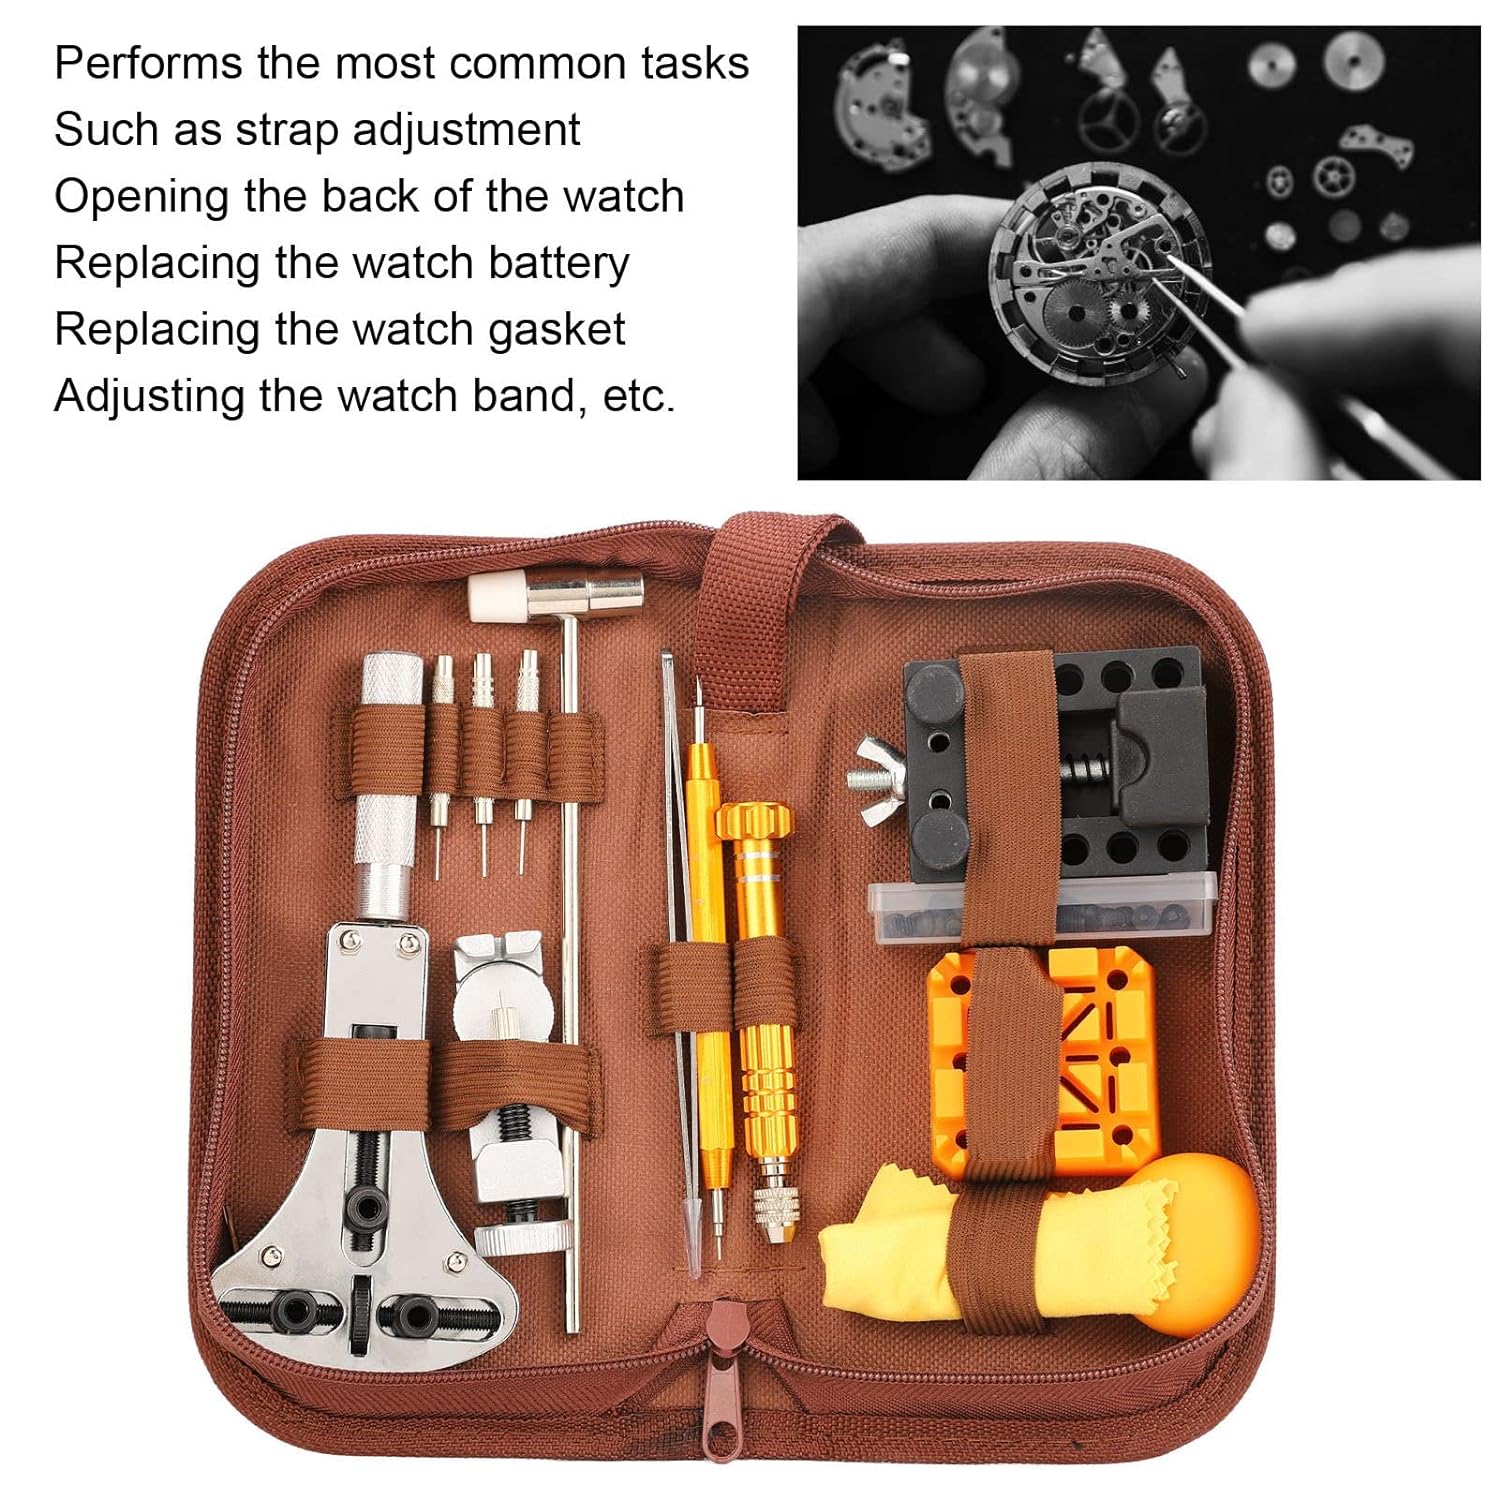 Performs the most common tasks
Such as strap adjustment
Opening the back of the watch
Replacing the watch battery
Replacing the watch gasket
Adjusting the watch band, etc.